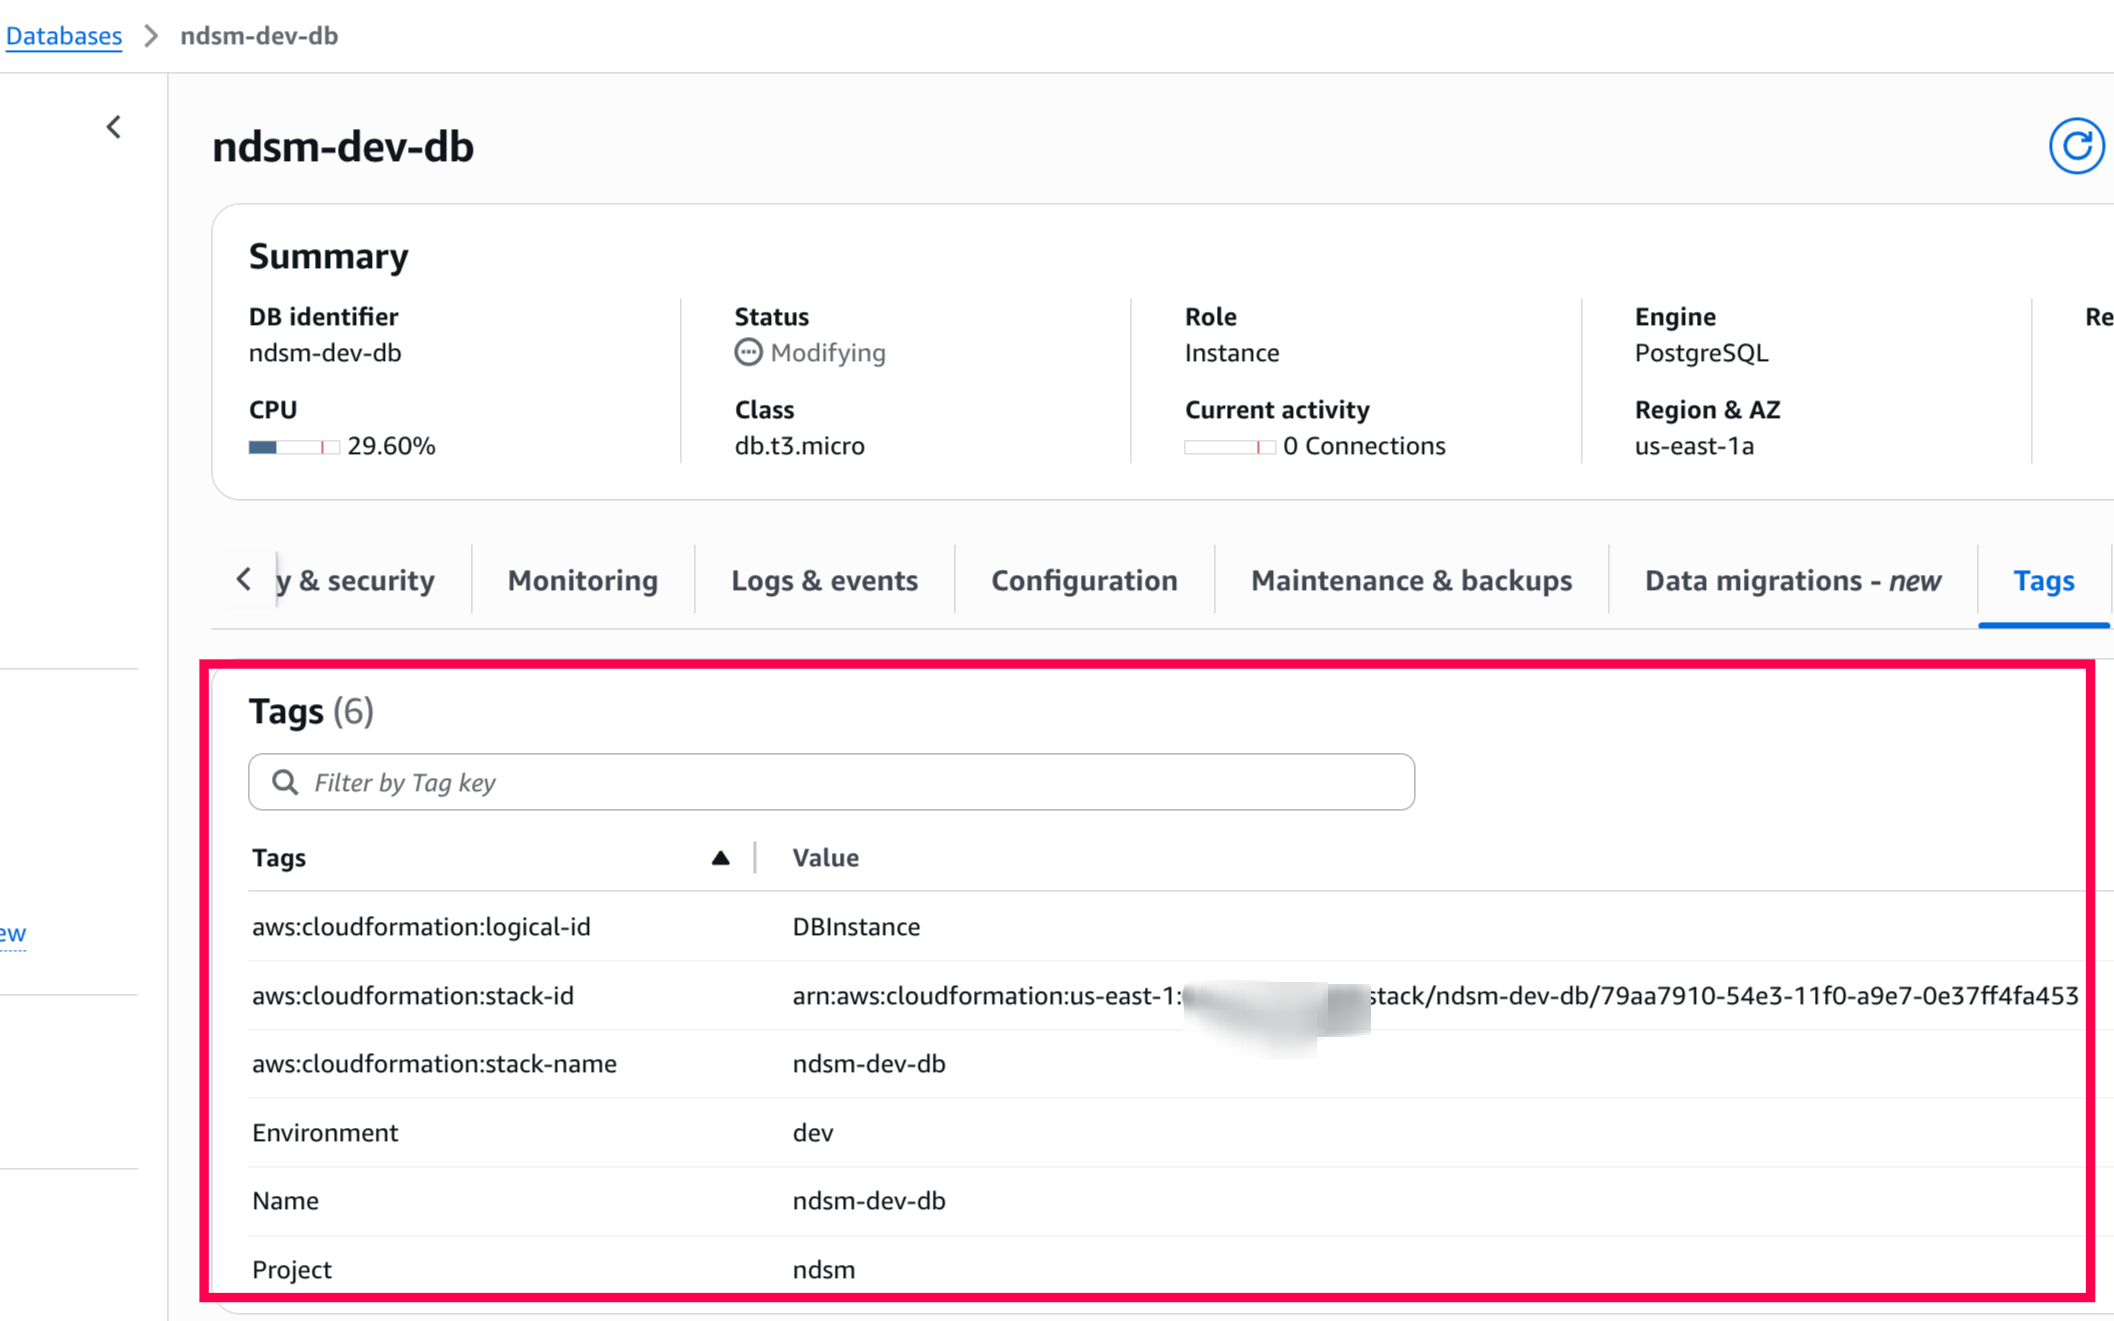 Databases > ndsm-dev-db
ndsm-dev-db
Summary
DB identifier
ndsm-dev-db
Status
Modifying
Role
Instance
Engine
PostgreSQL
Re
CPU
29.60%
Class
db.t3.micro
Current activity
0 Connections
Region & AZ
us-east-1a
y & security Monitoring Logs & events Configuration Maintenance & backups Data migrations - new Tags
Tags (6)
Filter by Tag key
Tags Value
aws:cloudformation:logical-id DBInstance
aws:cloudformation:stack-id arn:aws:cloudformation:us-east-1: stack/ndsm-dev-db/79aa7910-54e3-11f0-a9e7-0e37ff4fa453
aws:cloudformation:stack-name ndsm-dev-db
ew
Environment dev
Name ndsm-dev-db
Project ndsm